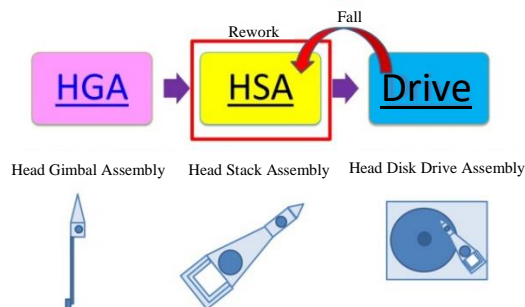 Fall
Rework
HGA
HSA
Drive
Head Gimbal Assembly
Head Stack Assembly
Head Disk Drive Assembly